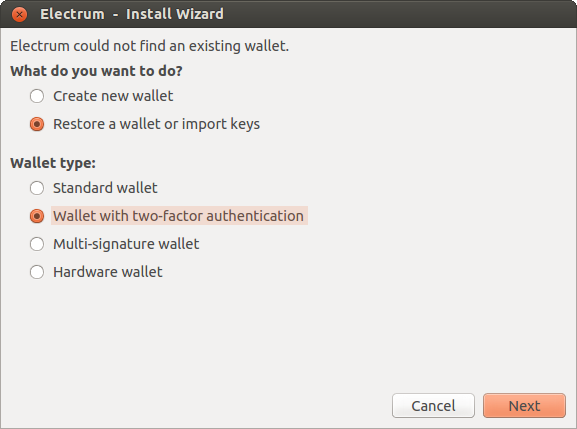 Electrum - Install Wizard
Electrum could not find an existing wallet.
What do you want to do?
Create new wallet
Restore a wallet or import keys
Wallet type:
Standard wallet
Wallet with two-factor authentication
Multi-signature wallet
Hardware wallet
Cancel Next